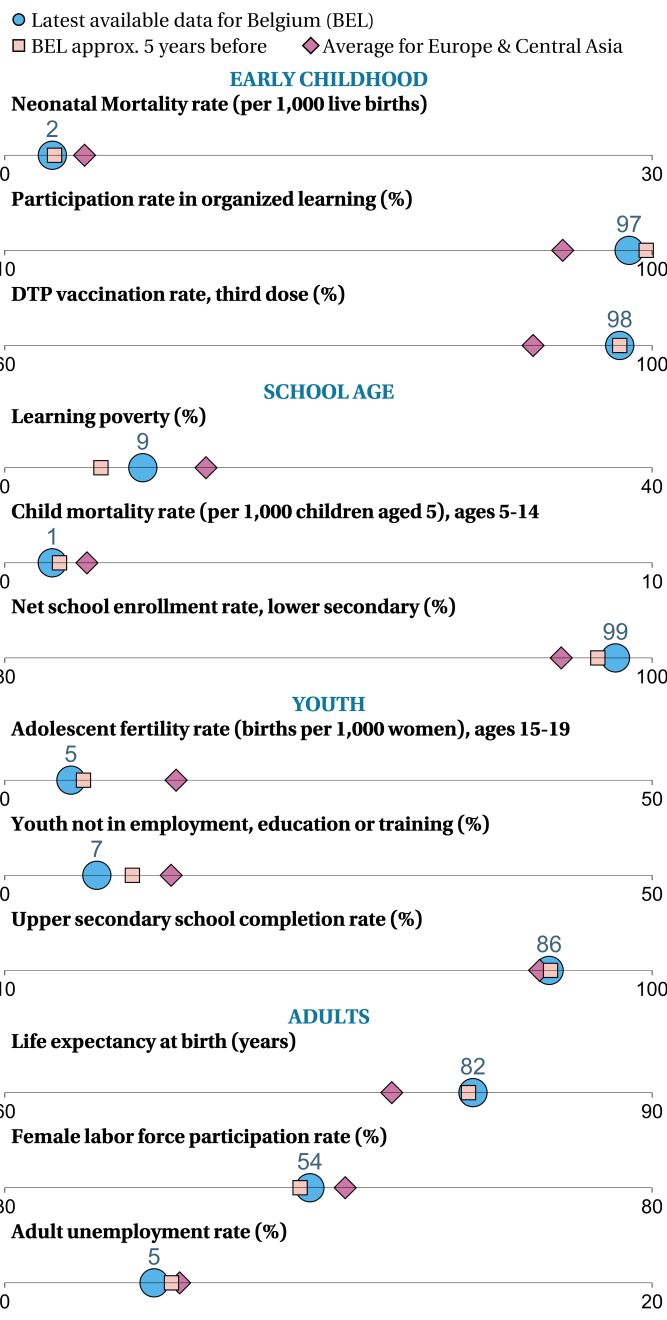 Latest available data for Belgium (BEL)
BEL approx. 5 years before Average for Europe & Central Asia
EARLY CHILDHOOD
Neonatal Mortality rate (per 1,000 live births)
2
0 30
Participation rate in organized learning (%)
97
10 100
DTP vaccination rate, third dose (%)
98
60 100
SCHOOL AGE
Learning poverty (%)
9
0 40
Child mortality rate (per 1,000 children aged 5), ages 5-14
1
0 10
Net school enrollment rate, lower secondary (%)
99
80 100
YOUTH
Adolescent fertility rate (births per 1,000 women), ages 15-19
5
0 50
Youth not in employment, education or training (%)
7
0 50
Upper secondary school completion rate (%)
86
10 100
ADULTS
Life expectancy at birth (years)
82
60 90
Female labor force participation rate (%)
54
30 80
Adult unemployment rate (%)
5
0 20